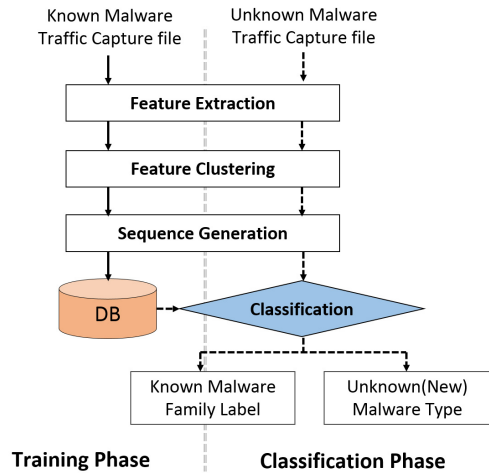 Known Malware
Traffic Capture file
Unknown Malware
Traffic Capture file
Feature Extraction
Feature Clustering
Sequence Generation
DB
Classification
Known Malware
Family Label
Unknown(New)
Malware Type
Training Phase
Classification Phase